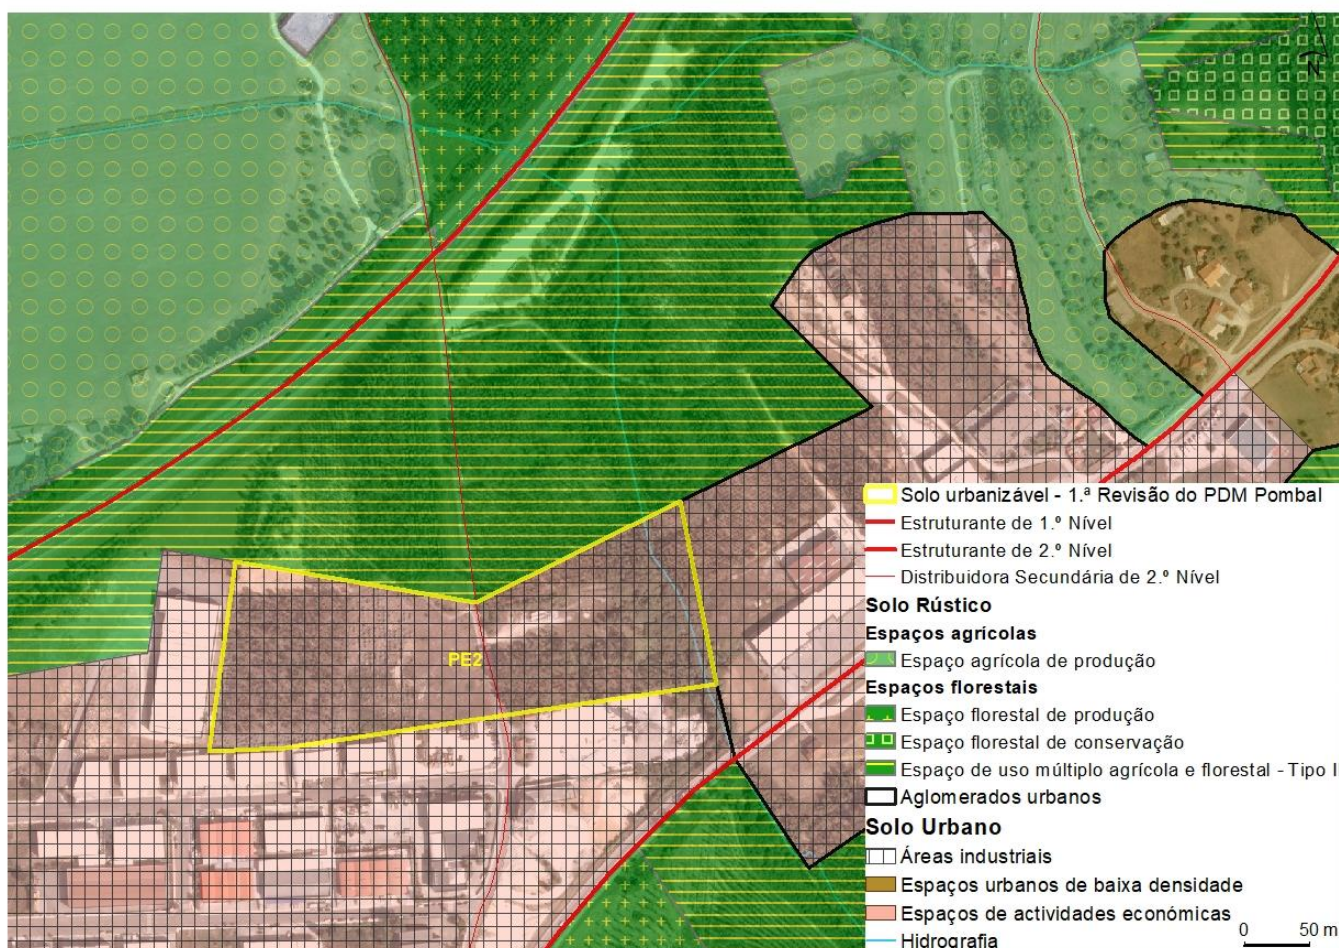 N
PE2
Solo urbanizável - 1.ª Revisão do PDM Pombal
Estruturante de 1.º Nível
Estruturante de 2.º Nível
Distribuidora Secundária de 2.º Nível
Solo Rústico
Espaços agrícolas
Espaço agrícola de produção
Espaços florestais
Espaço florestal de produção
Espaço florestal de conservação
Espaço de uso múltiplo agrícola e florestal - Tipo I
Aglomerados urbanos
Solo Urbano
Áreas industriais
Espaços urbanos de baixa densidade
Espaços de actividades económicas
Hidrografia
0 50 m